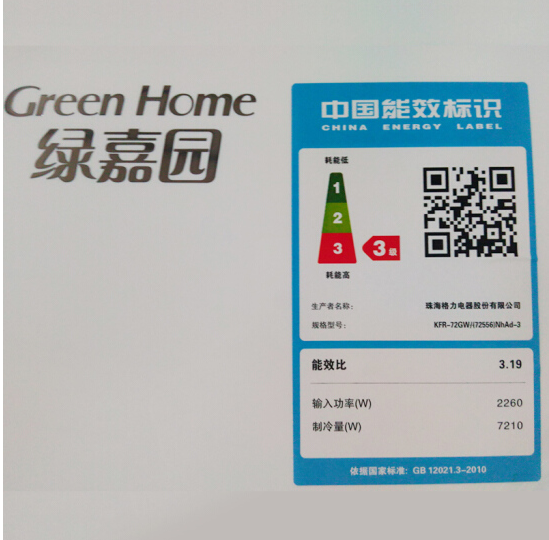 Green Home
绿嘉园
中国能效标识
CHINA ENERGY LABEL
耗能低
1
2
3
3级
耗能高
生产者名称: 珠海格力电器股份有限公司
规格型号: KFR-72GW/(72556)NhAd-3
能效比 3.19
输入功率(W) 2260
制冷量(W) 7210
依据国家标准: GB 12021.3-2010